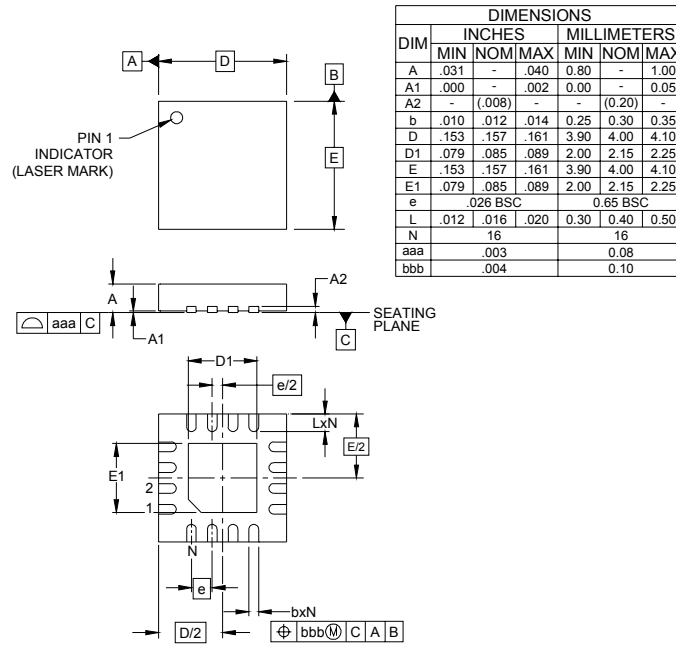 A D B
PIN 1
INDICATOR
(LASER MARK)
E
DIMENSIONS
DIM INCHES MILLIMETERS
MIN NOM MAX MIN NOM MAX
A .031 - .040 0.80 - 1.00
A1 .000 - .002 0.00 - 0.05
A2 - (.008) - - (0.20) -
b .010 .012 .014 0.25 0.30 0.35
D .153 .157 .161 3.90 4.00 4.10
D1 .079 .085 .089 2.00 2.15 2.25
E .153 .157 .161 3.90 4.00 4.10
E1 .079 .085 .089 2.00 2.15 2.25
e .026 BSC 0.65 BSC
L .012 .016 .020 0.30 0.40 0.50
N 16 16
aaa .003 0.08
bbb .004 0.10
A A2
aaa C
A1
SEATING
PLANE
C
D1
e/2
LxN
E/2
E1
2
1
N
e
bxN
D/2
⌖ bbbⓂ C A B